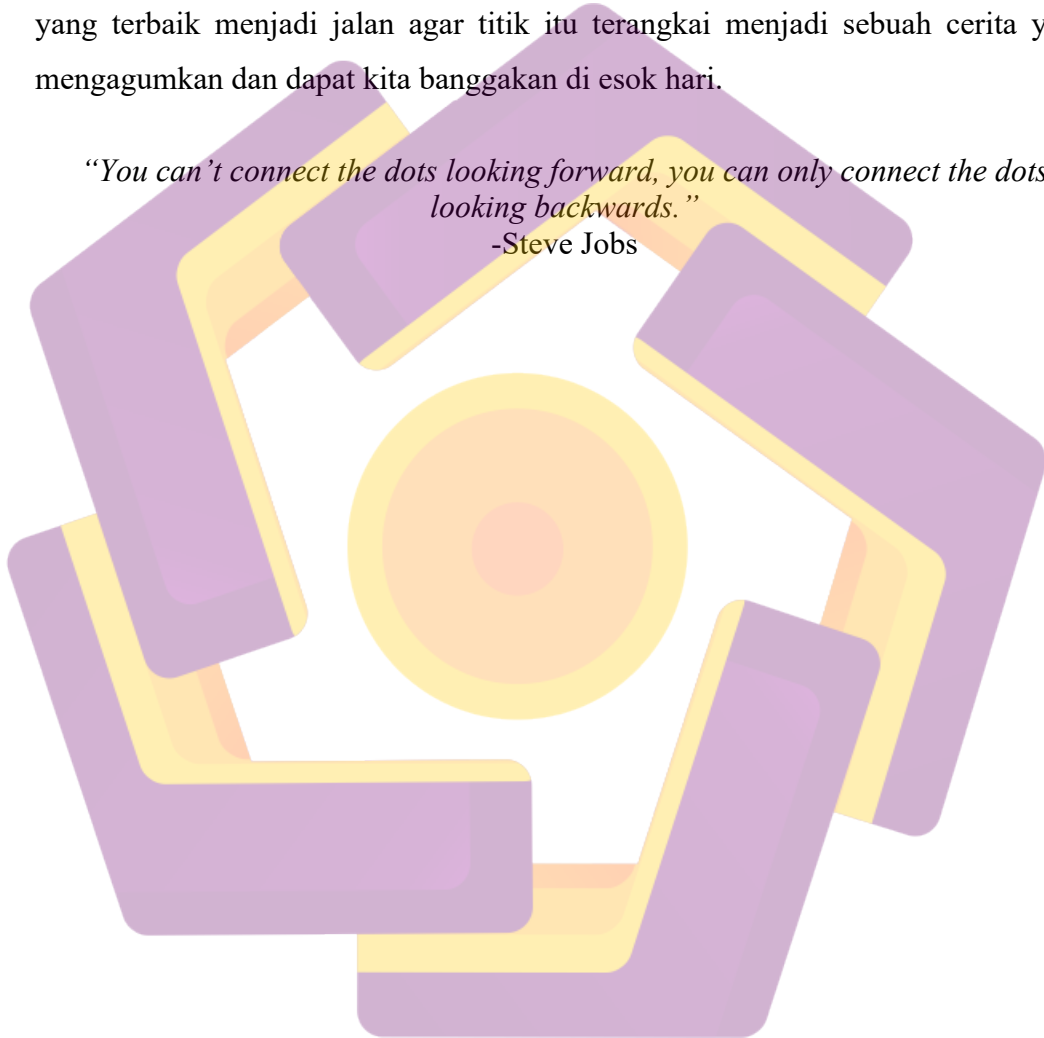 yang terbaik menjadi jalan agar titik itu terangkai menjadi sebuah cerita
mengagumkan dan dapat kita banggakan di esok hari.
“You can’t connect the dots looking forward, you can only connect the dots
looking backwards.”
-Steve Jobs